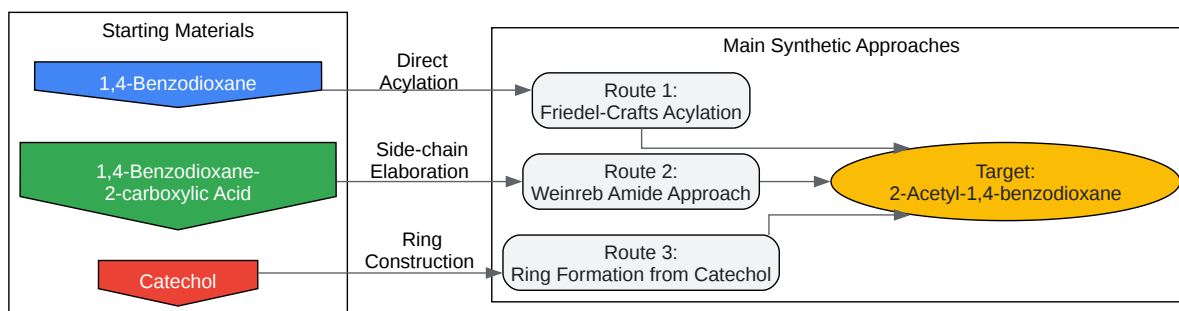 Starting Materials
1,4-Benzodioxane
1,4-Benzodioxane-
2-carboxylic Acid
Catechol
Direct
Acylation
Side-chain
Elaboration
Ring
Construction
Main Synthetic Approaches
Route 1:
Friedel-Crafts Acylation
Route 2:
Weinreb Amide Approach
Route 3:
Ring Formation from Catechol
Target:
2-Acetyl-1,4-benzodioxane